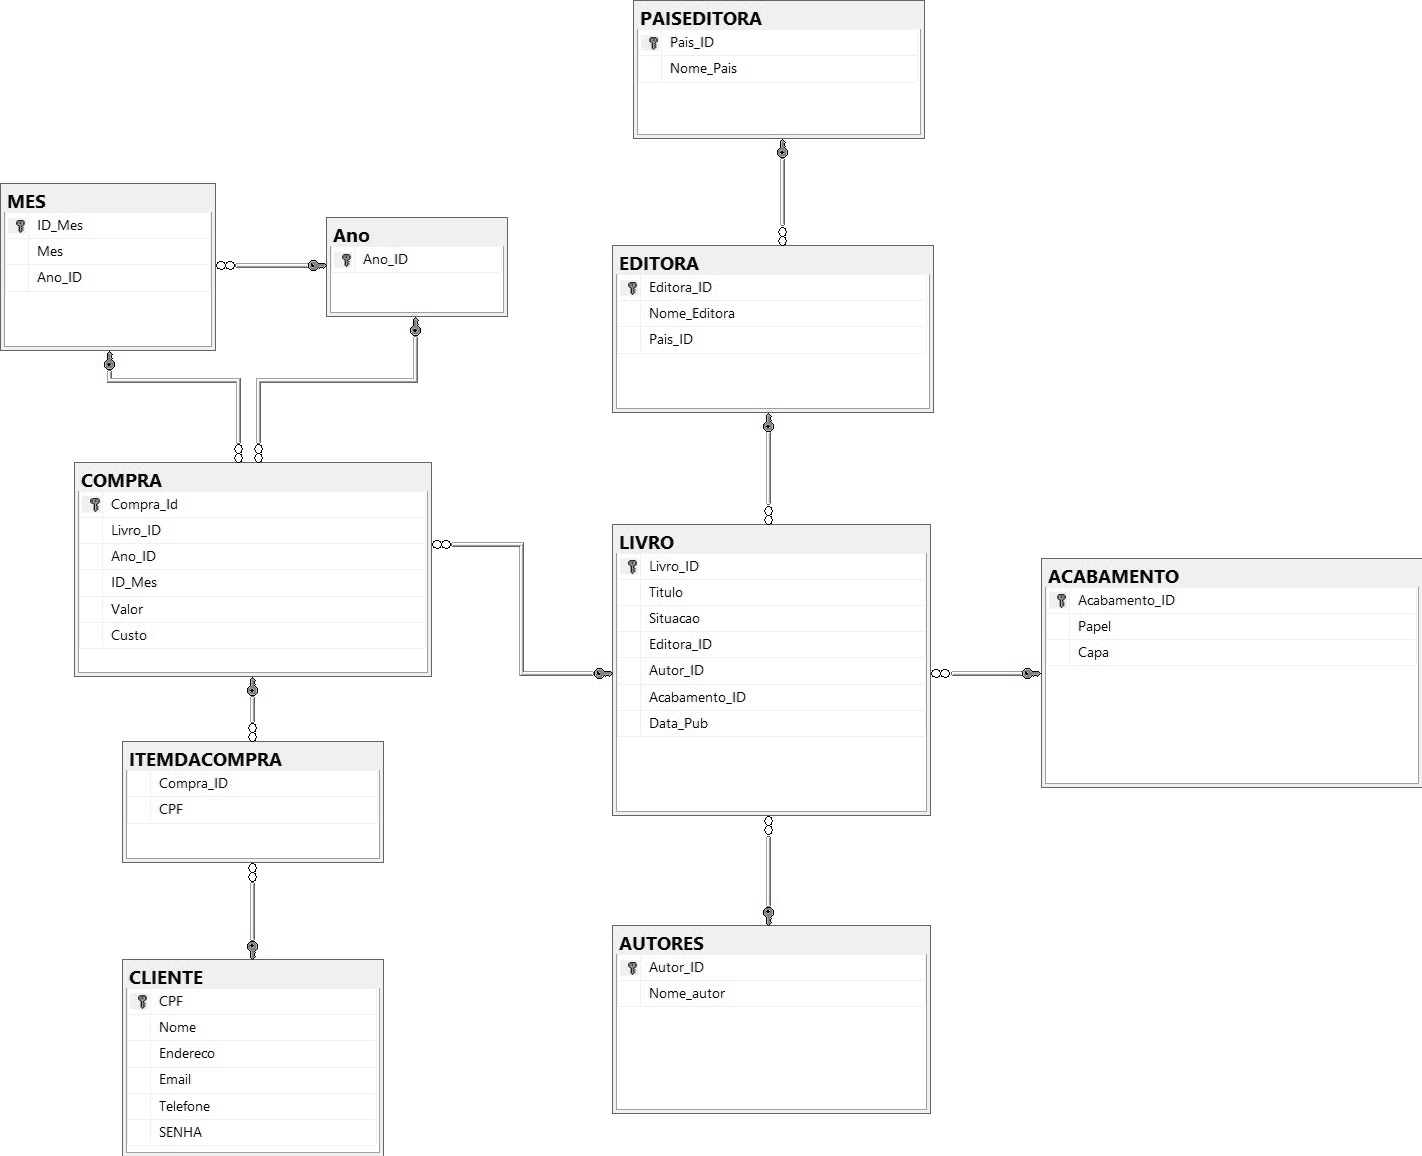 PAISEDITORA
Pais_ID
Nome_Pais
MES
ID_Mes
Mes
Ano_ID
Ano
Ano_ID
EDITORA
Editora_ID
Nome_Editora
Pais_ID
COMPRA
Compra_Id
Livro_ID
Ano_ID
ID_Mes
Valor
Custo
LIVRO
Livro_ID
Titulo
Situacao
Editora_ID
Autor_ID
Acabamento_ID
Data_Pub
ACABAMENTO
Acabamento_ID
Papel
Capa
ITEMDACOMPRA
Compra_ID
CPF
CLIENTE
CPF
Nome
Endereco
Email
Telefone
SENHA
AUTORES
Autor_ID
Nome_autor